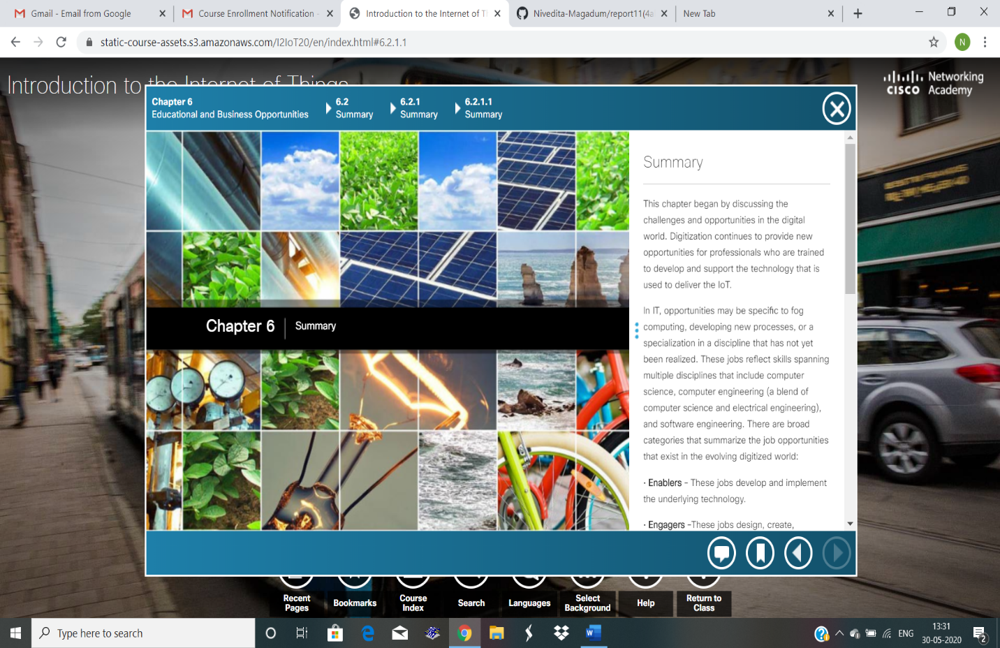 Gmail - Email from Google
Course Enrollment Notification -
Introduction to the Internet of T
Nivedita-Magadum/report11(4a
New Tab
static-course-assets.s3.amazonaws.com/I2IoT20/en/index.html#6.2.1.1
N
Introduction to the Internet of Things
CISCO
Networking
Academy
Chapter 6
Educational and Business Opportunities
6.2
Summary
6.2.1
Summary
6.2.1.1
Summary
Chapter 6 | Summary
Summary
This chapter began by discussing the
challenges and opportunities in the digital
world. Digitization continues to provide new
opportunities for professionals who are trained
to develop and support the technology that is
used to deliver the IoT.
In IT, opportunities may be specific to fog
computing, developing new processes, or a
specialization in a discipline that has not yet
been realized. These jobs reflect skills spanning
multiple disciplines that include computer
science, computer engineering (a blend of
computer science and electrical engineering),
and software engineering. There are broad
categories that summarize the job opportunities
that exist in the evolving digitized world:
· Enablers - These jobs develop and implement
the underlying technology.
· Engagers -These jobs design, create,
Recent
Pages
Bookmarks
Course
Index
Search
Languages
Select
Background
Help
Return to
Class
Type here to search
ENG
13:31
30-05-2020
2